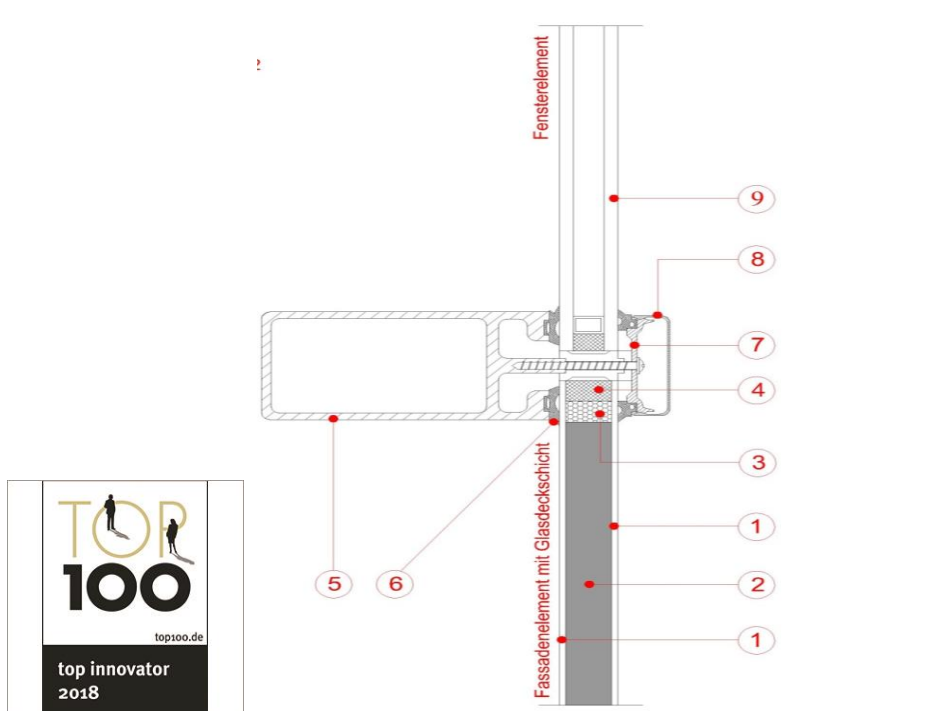 Fensterelement
9
8
7
4
3
1
2
1
5
6
Fassadenelement mit Glasdeckschicht
TOP
100
top100.de
top innovator
2018